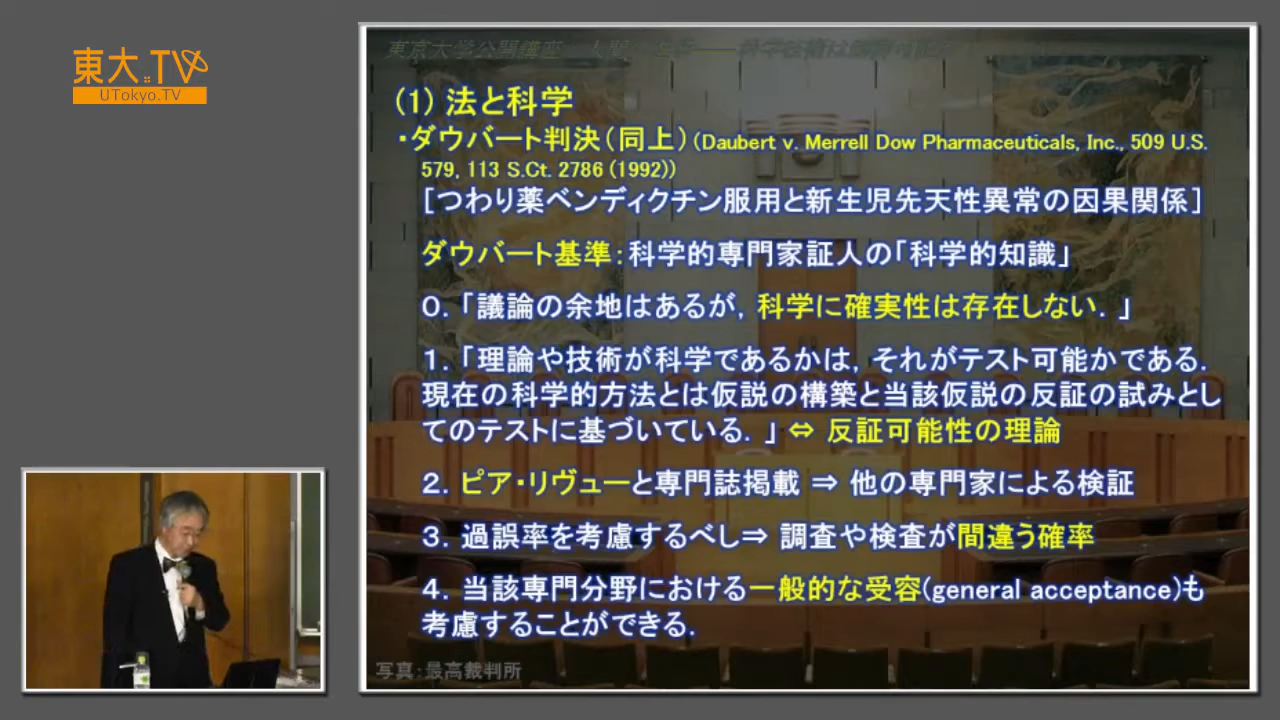 東大.TV
UTokyo.TV
東京大学公開講座
(1) 法と科学
・ダウバート判決(同上)(Daubert v. Merrell Dow Pharmaceuticals, Inc., 509 U.S.
579, 113 S.Ct. 2786 (1992))
[つわり薬ベンディクチン服用と新生児先天性異常の因果関係]
ダウバート基準:科学的専門家証人の「科学的知識」
0.「議論の余地はあるが, 科学に確実性は存在しない. 」
1.「理論や技術が科学であるかは, それがテスト可能かである.
現在の科学的方法とは仮説の構築と当該仮説の反証の試みとし
てのテストに基づいている. 」⇔ 反証可能性の理論
2. ピア・リヴューと専門誌掲載 ⇒ 他の専門家による検証
3. 過誤率を考慮するべし⇒ 調査や検査が間違う確率
4. 当該専門分野における一般的な受容(general acceptance)も
考慮することができる.
写真:最高裁判所